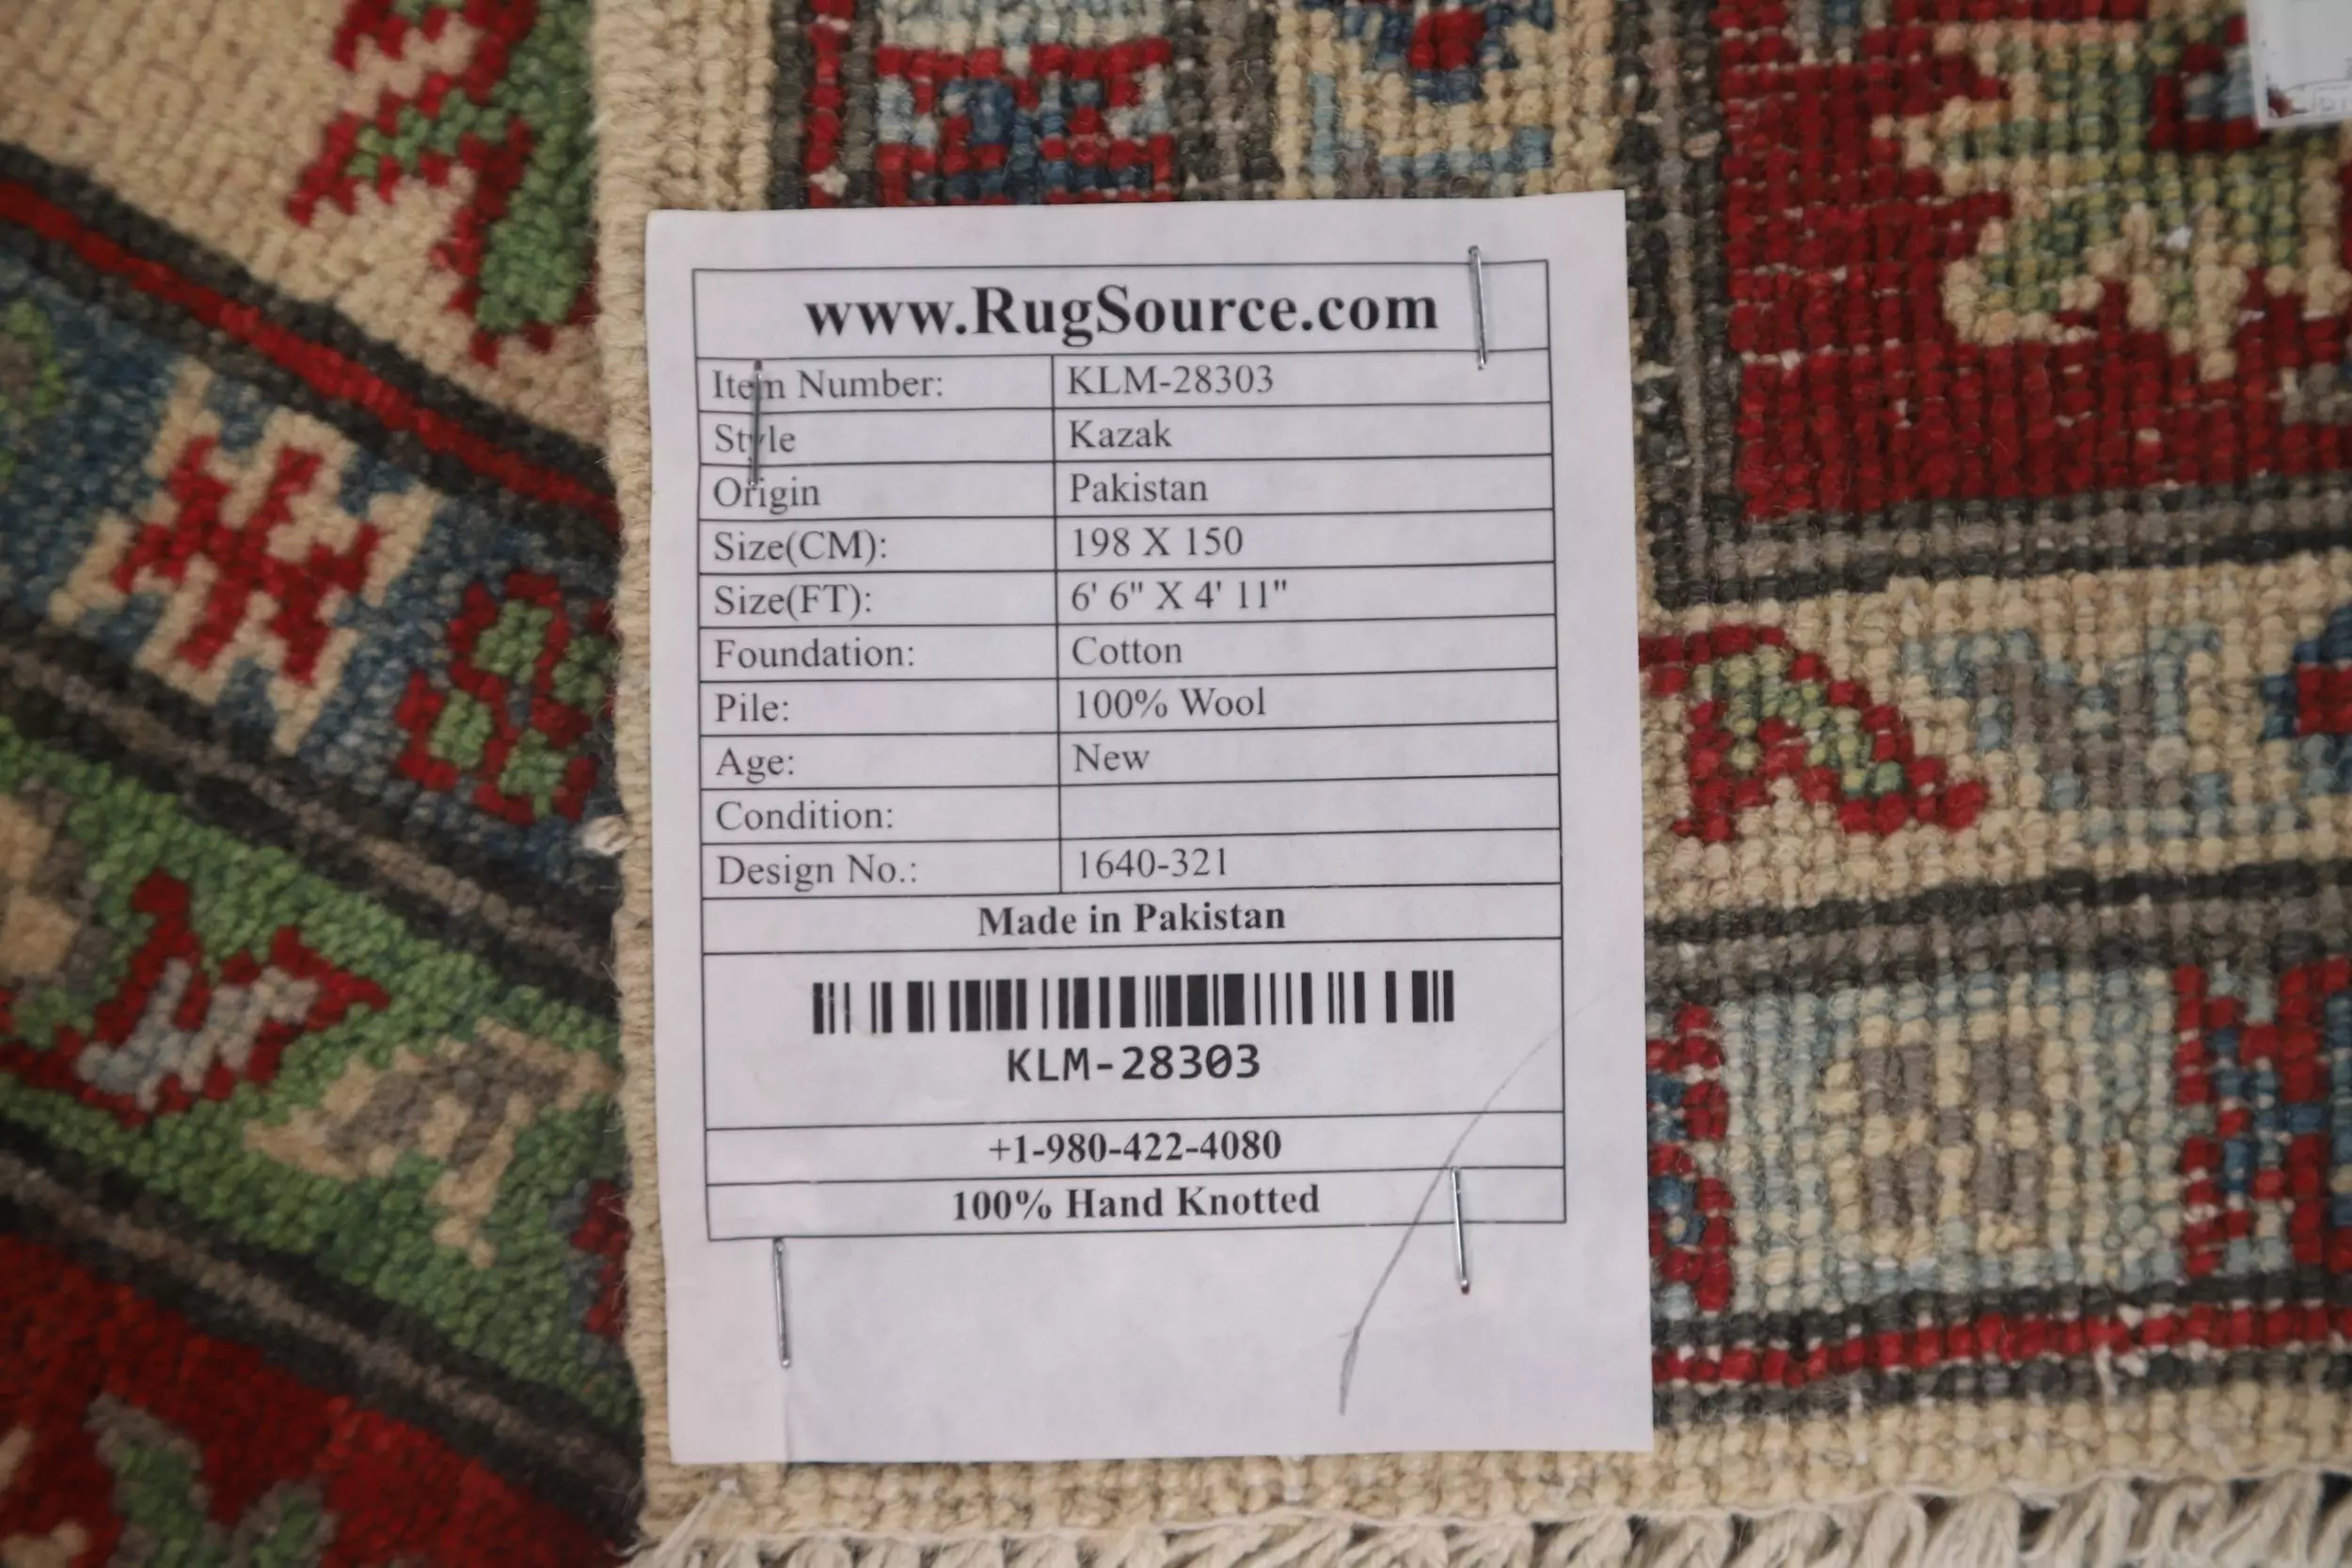 www.RugSource.com
Item Number: KLM-28303
Style Kazak
Origin Pakistan
Size(CM): 198 X 150
Size(FT): 6' 6" X 4' 11"
Foundation: Cotton
Pile: 100% Wool
Age: New
Condition:
Design No.: 1640-321
Made in Pakistan
KLM-28303
+1-980-422-4080
100% Hand Knotted